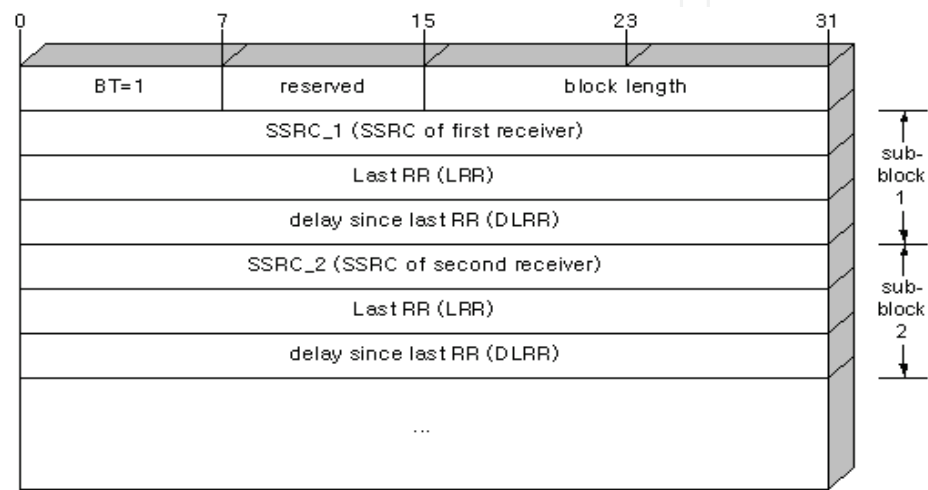 0 7 15 23 31
BT=1 reserved block length
SSRC_1 (SSRC of first receiver)
Last RR (LRR)
delay since last RR (DLRR)
sub-
block
1
SSRC_2 (SSRC of second receiver)
Last RR (LRR)
delay since last RR (DLRR)
sub-
block
2
...